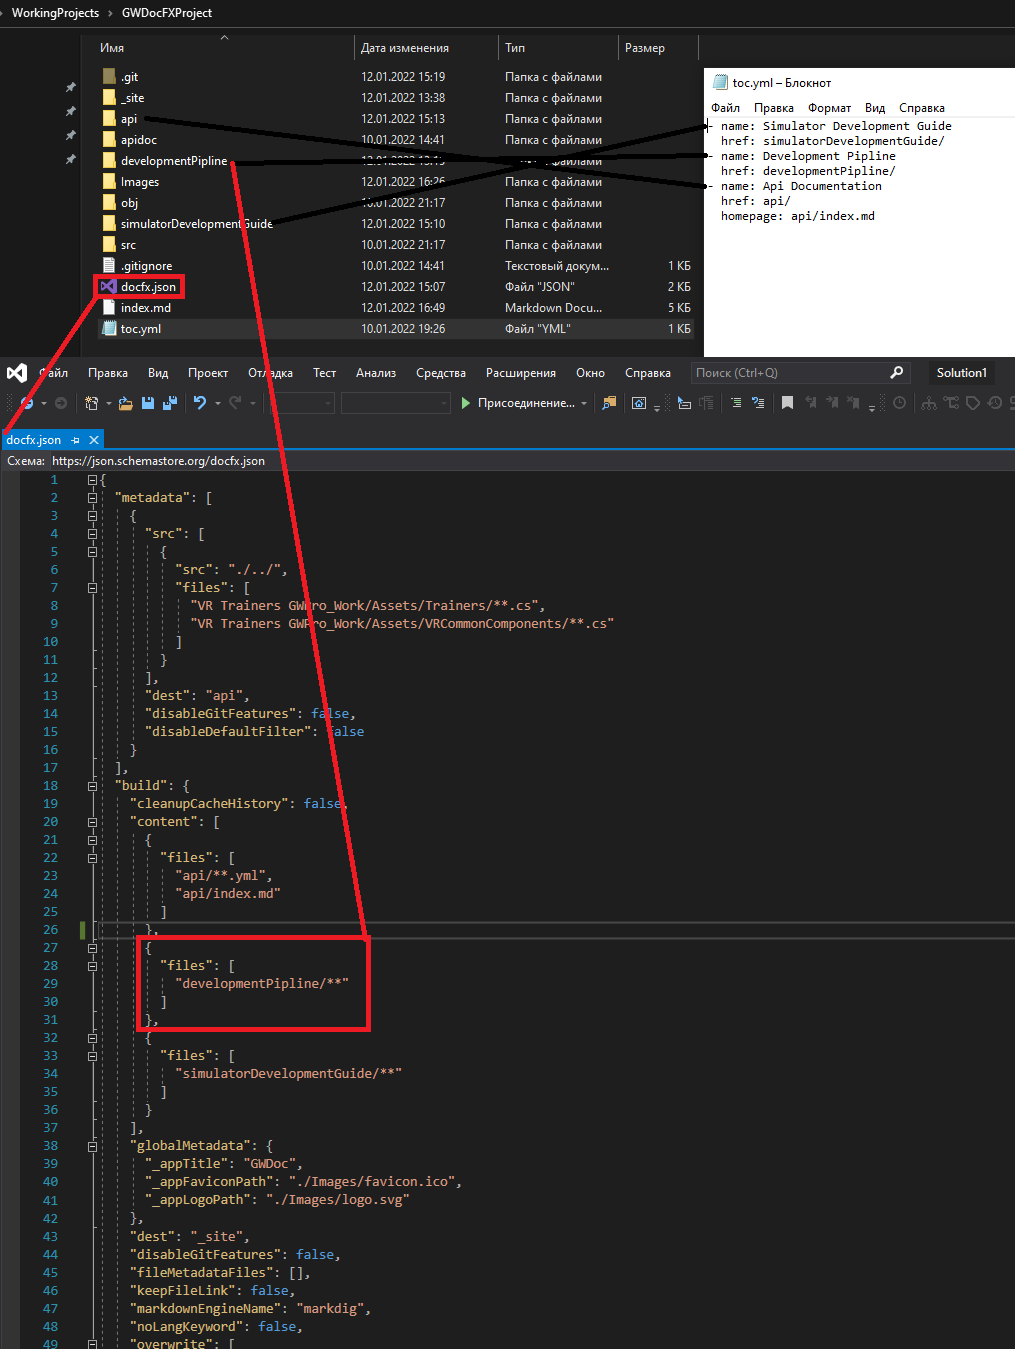 WorkingProjects > GWDocFXProject
Имя Дата изменения Тип Размер
.git 12.01.2022 15:19 Папка с файлами
_site 12.01.2022 13:38 Папка с файлами
api 12.01.2022 15:13 Папка с файлами
apidoc 10.01.2022 14:41 Папка с файлами
developmentPipline Папка с файлами
Images 12.01.2022 16:26 Папка с файлами
obj 10.01.2022 21:17 Папка с файлами
simulatorDevelopmentGuide 12.01.2022 15:10 Папка с файлами
src 10.01.2022 21:17 Папка с файлами
.gitignore 10.01.2022 14:41 Текстовый докум... 1 КБ
docfx.json 12.01.2022 15:07 Файл "JSON" 2 КБ
index.md 12.01.2022 16:49 Markdown Docu... 5 КБ
toc.yml 10.01.2022 19:26 Файл "YML" 1 КБ
toc.yml – Блокнот
Файл Правка Формат Вид Справка
- name: Simulator Development Guide
href: simulatorDevelopmentGuide/
- name: Development Pipline
href: developmentPipline/
- name: Api Documentation
href: api/
homepage: api/index.md
Файл Правка Вид Проект Отладка Тест Анализ Средства Расширения Окно Справка Поиск (Ctrl+Q) Solution1
Присоединение...
docfx.json
Схема: https://json.schemastore.org/docfx.json
1 {
2 "metadata": [
3 {
4 "src": [
5 {
6 "src": "./../",
7 "files": [
8 "VR Trainers GWPro_Work/Assets/Trainers/**.cs",
9 "VR Trainers GWPro_Work/Assets/VRCommonComponents/**.cs"
10 ]
11 }
12 ],
13 "dest": "api",
14 "disableGitFeatures": false,
15 "disableDefaultFilter": false
16 }
17 ],
18 "build": {
19 "cleanupCacheHistory": false,
20 "content": [
21 {
22 "files": [
23 "api/**.yml",
24 "api/index.md"
25 ]
26 },
27 {
28 "files": [
29 "developmentPipline/**"
30 ]
31 },
32 {
33 "files": [
34 "simulatorDevelopmentGuide/**"
35 ]
36 }
37 ],
38 "globalMetadata": {
39 "_appTitle": "GWDoc",
40 "_appFaviconPath": "./Images/favicon.ico",
41 "_appLogoPath": "./Images/logo.svg"
42 },
43 "dest": "_site",
44 "disableGitFeatures": false,
45 "fileMetadataFiles": [],
46 "keepFileLink": false,
47 "markdownEngineName": "markdig",
48 "noLangKeyword": false,
49 "overwrite": [